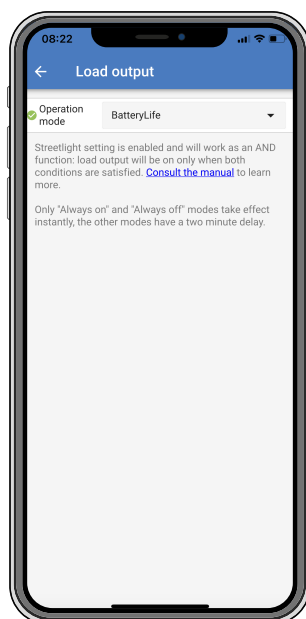 08:22
Load output
Operation
mode
BatteryLife
Streetlight setting is enabled and will work as an AND
function: load output will be on only when both
conditions are satisfied. Consult the manual to learn
more.
Only "Always on" and "Always off" modes take effect
instantly, the other modes have a two minute delay.